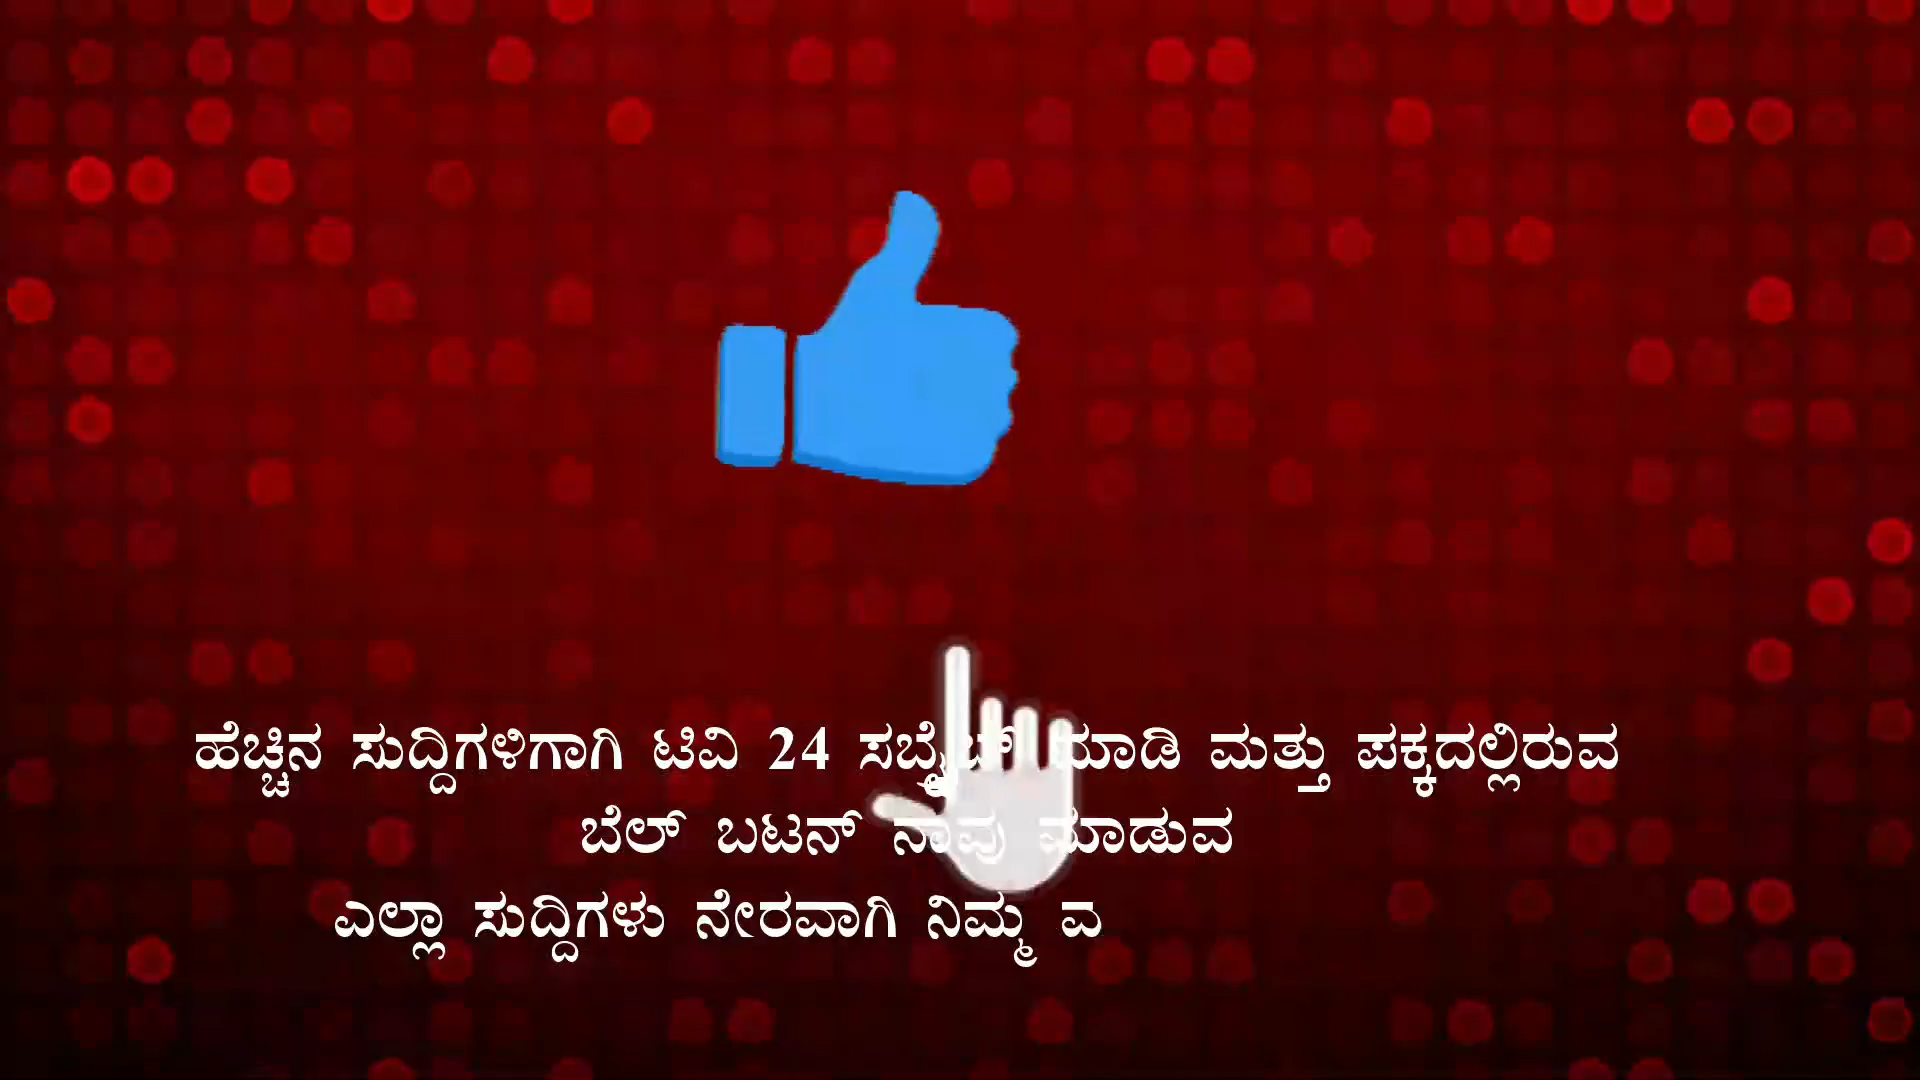 ಹೆಚ್ಚಿನ ಸುದ್ದಿಗಳಿಗಾಗಿ ಟಿವಿ 24 ಮಾಡಿ ಮತ್ತು ಪಕ್ಕದಲ್ಲಿರುವ
ಬೆಲ್ ಬಟನ್ ನಾವು ಮಾಡುವ
ಎಲ್ಲಾ ಸುದ್ದಿಗಳು ನೇರವಾಗಿ ನಿಮ್ಮ ವ